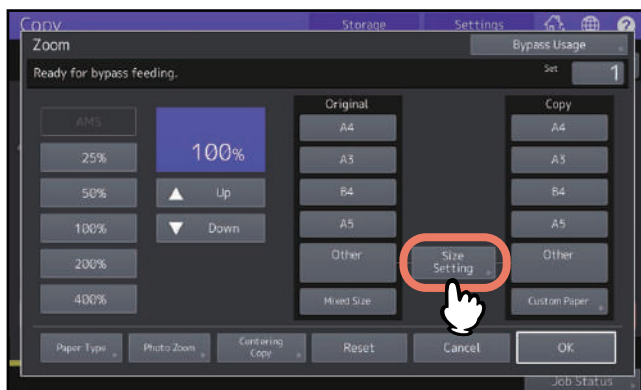 Copy
Storage
Settings
?
Zoom
Bypass Usage
Ready for bypass feeding.
Set
1
Original
Copy
AMS
100%
A4
A4
25%
A3
A3
50%
Up
B4
B4
100%
Down
A5
A5
200%
Other
Size
Setting
Other
400%
Mixed Size
Custom Paper
Paper Type
Photo Zoom
Centering
Copy
Reset
Cancel
OK
Job Status